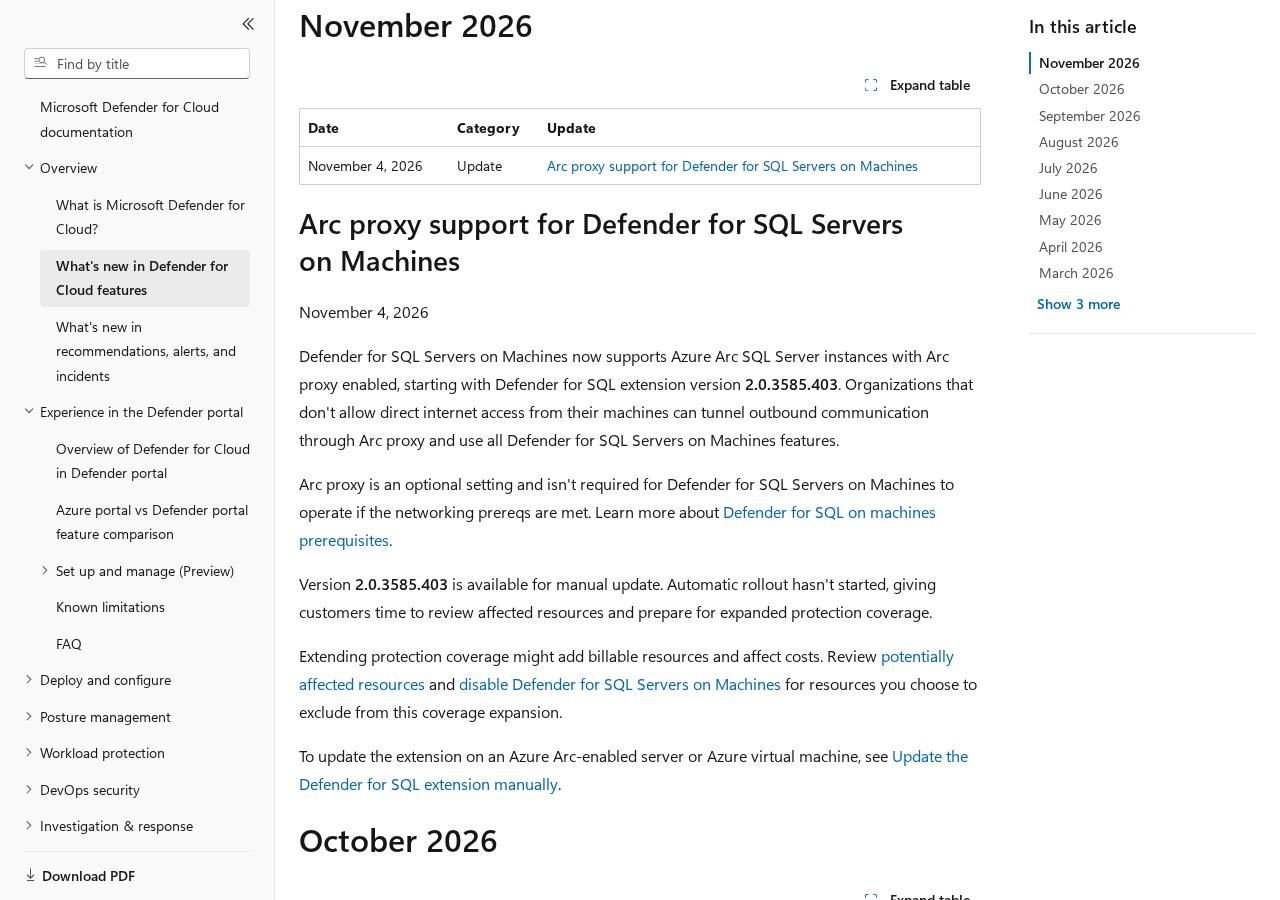 Find by title
Microsoft Defender for Cloud
documentation
Overview
What is Microsoft Defender for
Cloud?
What's new in Defender for
Cloud features
What's new in
recommendations, alerts, and
incidents
Experience in the Defender portal
Overview of Defender for Cloud
in Defender portal
Azure portal vs Defender portal
feature comparison
Set up and manage (Preview)
Known limitations
FAQ
Deploy and configure
Posture management
Workload protection
DevOps security
Investigation & response
Download PDF
November 2026
Expand table
Date Category Update
November 4, 2026 Update Arc proxy support for Defender for SQL Servers on Machines
Arc proxy support for Defender for SQL Servers
on Machines
November 4, 2026
Defender for SQL Servers on Machines now supports Azure Arc SQL Server instances with Arc
proxy enabled, starting with Defender for SQL extension version 2.0.3585.403. Organizations that
don't allow direct internet access from their machines can tunnel outbound communication
through Arc proxy and use all Defender for SQL Servers on Machines features.
Arc proxy is an optional setting and isn't required for Defender for SQL Servers on Machines to
operate if the networking prereqs are met. Learn more about Defender for SQL on machines
prerequisites.
Version 2.0.3585.403 is available for manual update. Automatic rollout hasn't started, giving
customers time to review affected resources and prepare for expanded protection coverage.
Extending protection coverage might add billable resources and affect costs. Review potentially
affected resources and disable Defender for SQL Servers on Machines for resources you choose to
exclude from this coverage expansion.
To update the extension on an Azure Arc-enabled server or Azure virtual machine, see Update the
Defender for SQL extension manually.
October 2026
Expand table
In this article
November 2026
October 2026
September 2026
August 2026
July 2026
June 2026
May 2026
April 2026
March 2026
Show 3 more